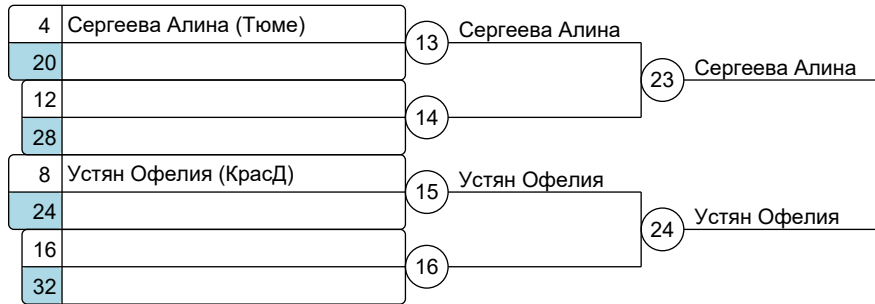 4 Сергеева Алина (Тюме)
13 Сергеева Алина
20
23 Сергеева Алина
12
14
28
8 Устян Офелия (КрасД)
15 Устян Офелия
24
24 Устян Офелия
16
16
32